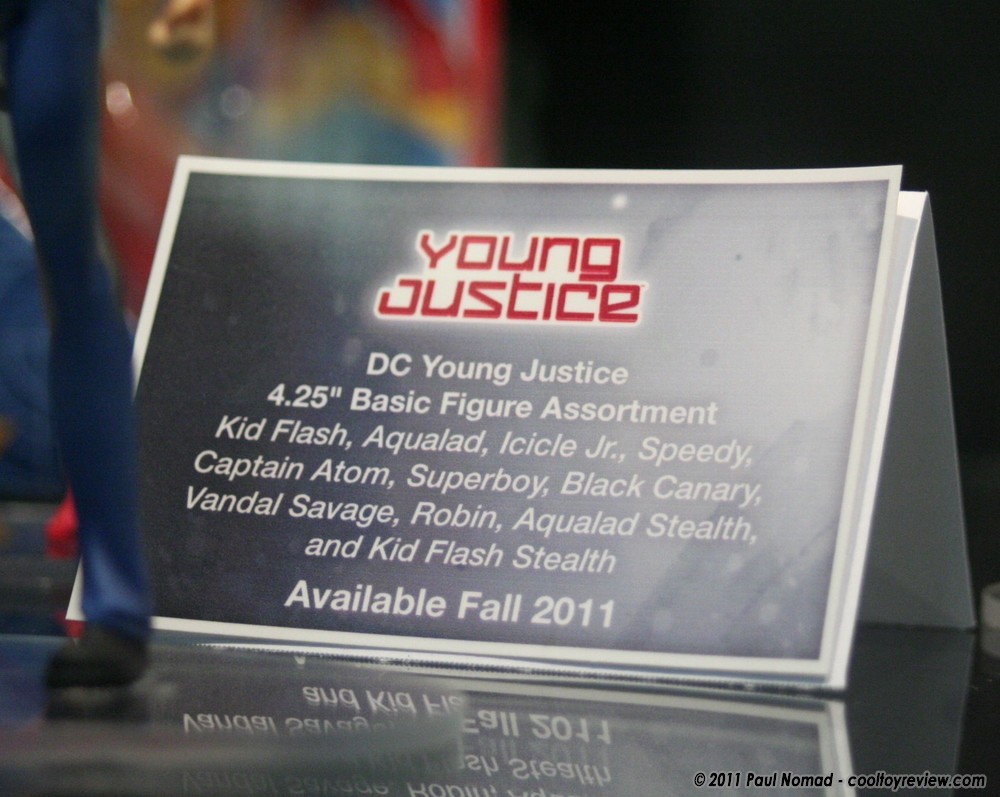 Young
Justice
DC Young Justice
4.25" Basic Figure Assortment
Kid Flash, Aqualad, Icicle Jr., Speedy,
Captain Atom, Superboy, Black Canary,
Vandal Savage, Robin, Aqualad Stealth,
and Kid Flash Stealth
Available Fall 2011
© 2011 Paul Nomad - cooltoyreview.com